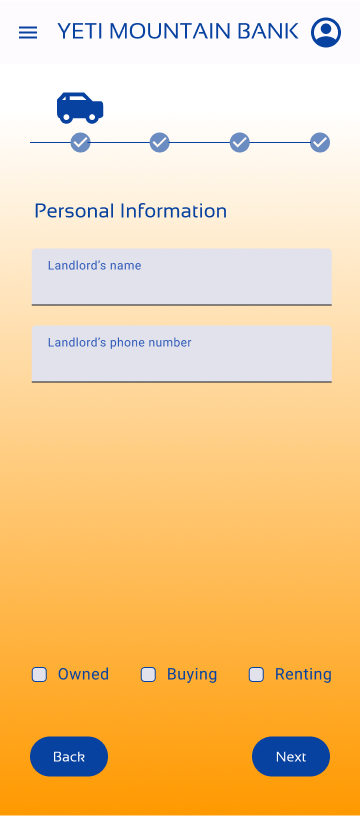 YETI MOUNTAIN BANK
Personal Information
Landlord's name
Landlord's phone number
Owned Buying Renting
Back Next